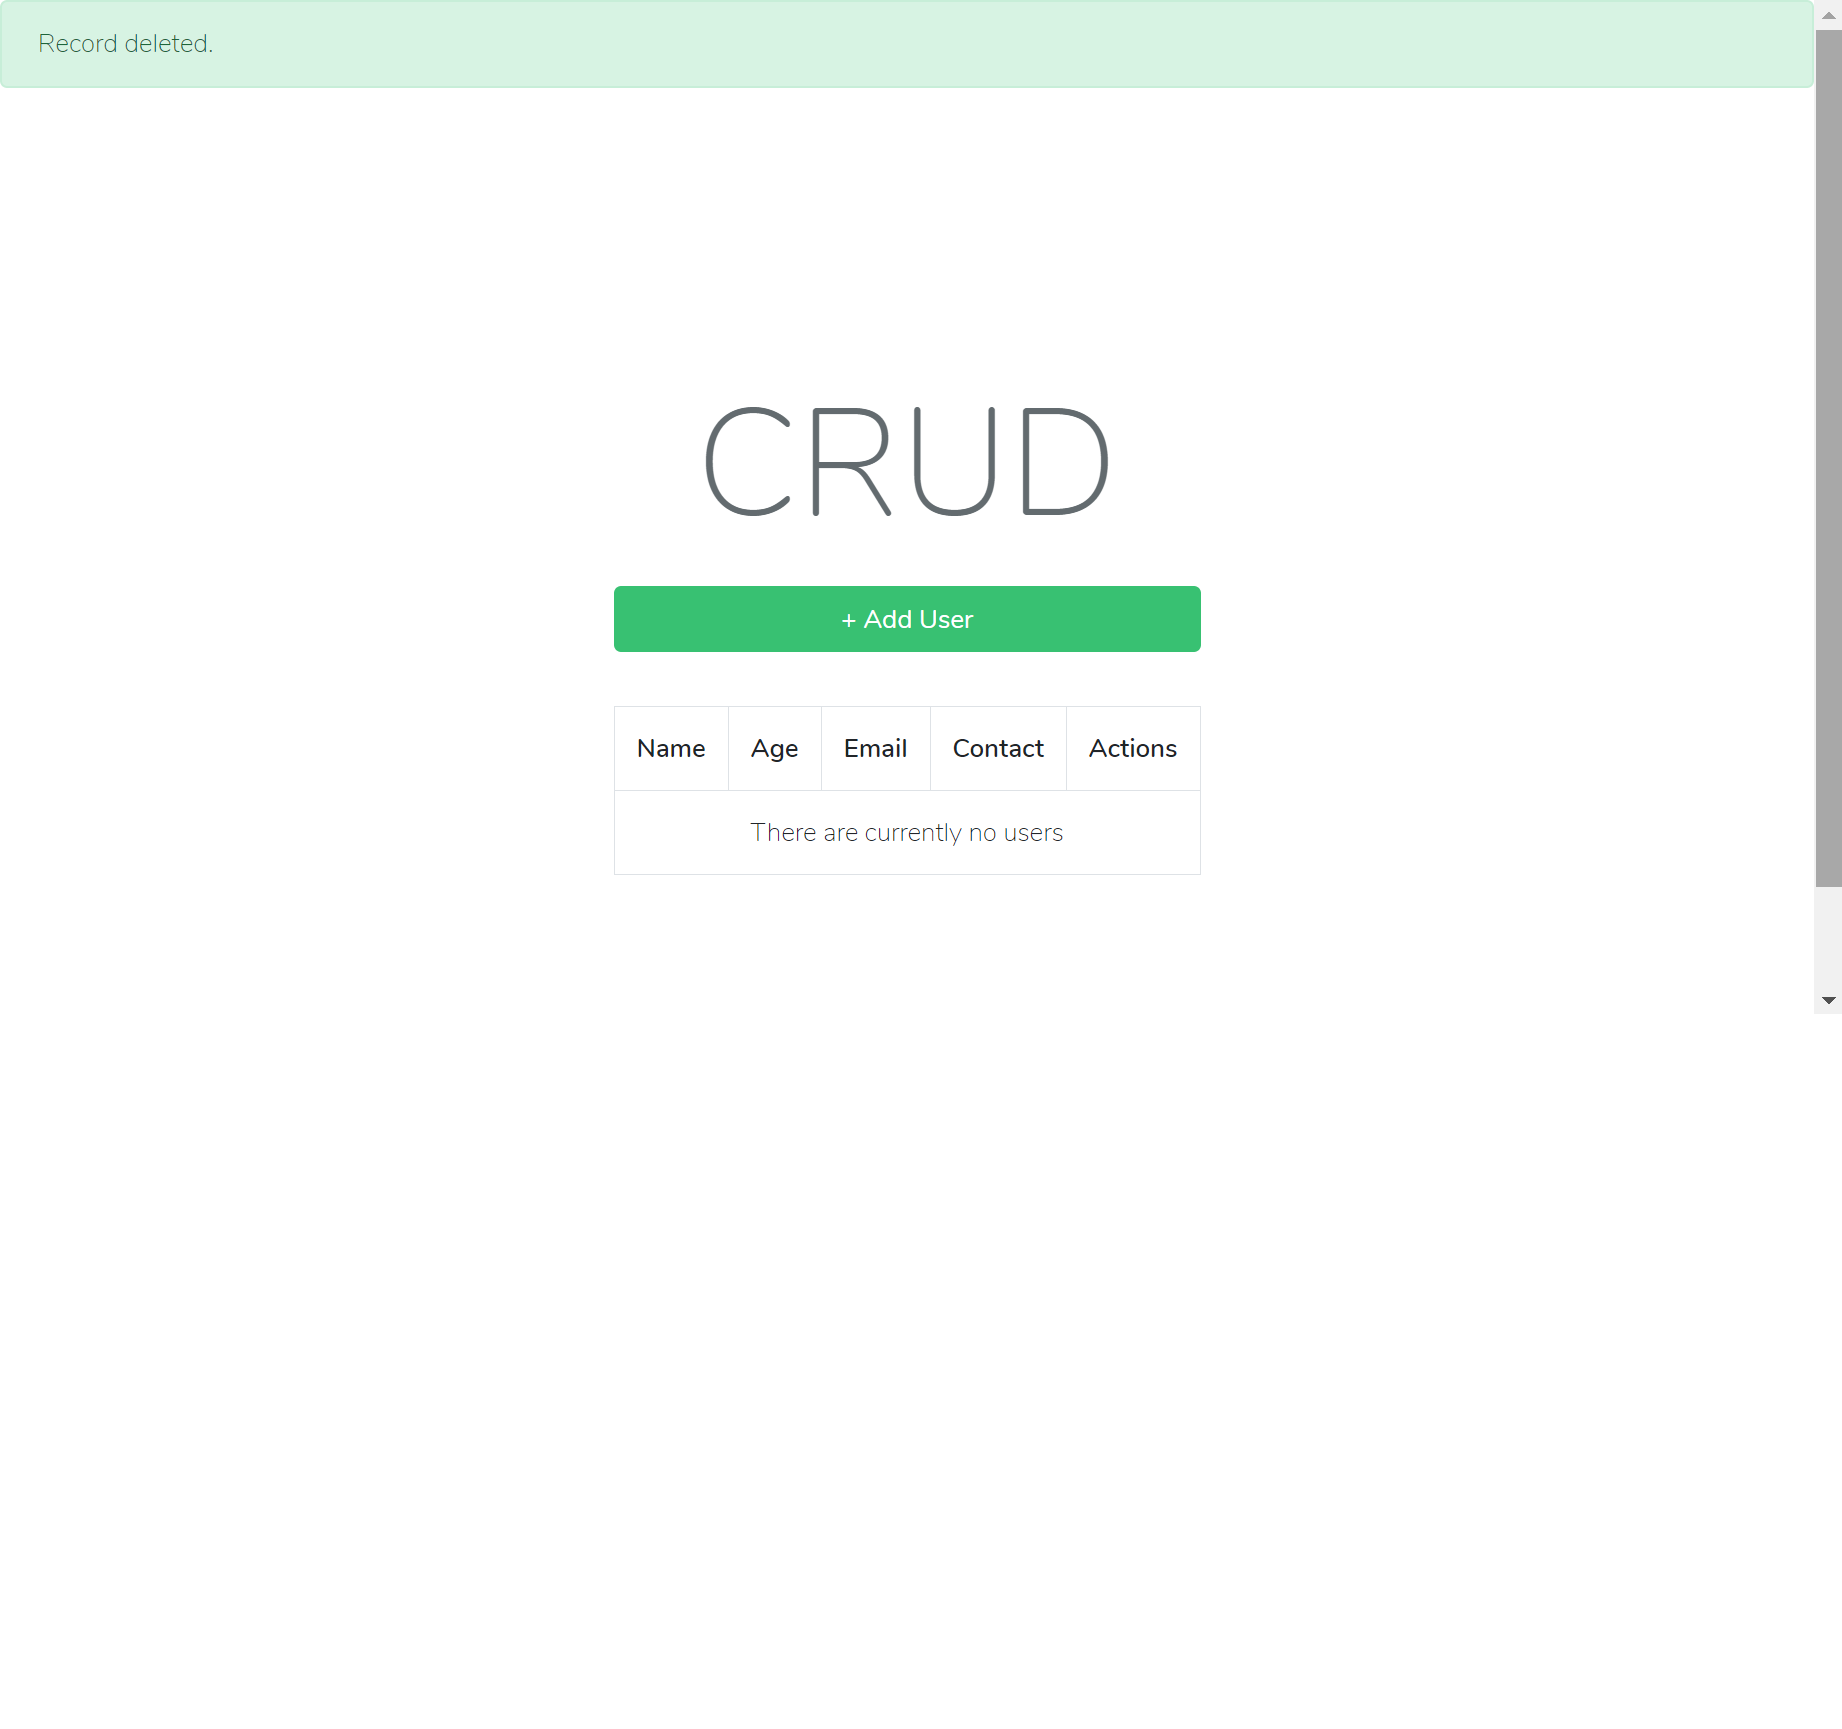 Record deleted.
CRUD
+ Add User
Name Age Email Contact Actions
There are currently no users